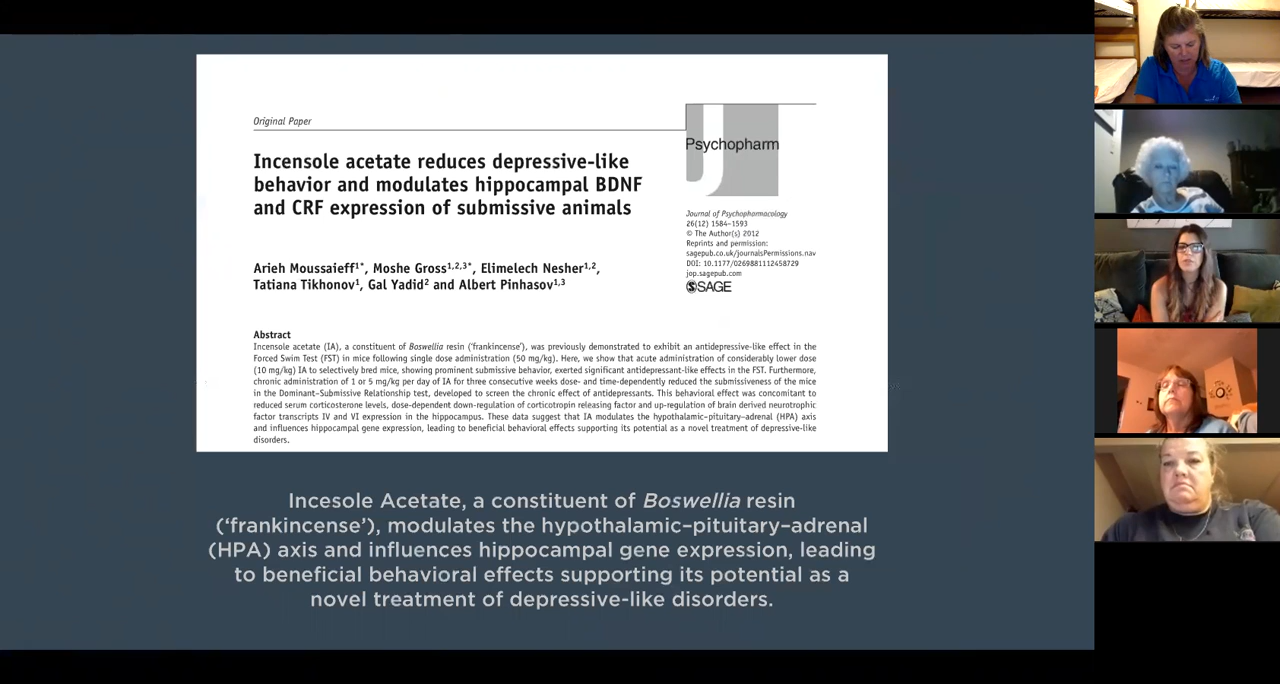 Original Paper
Incensole acetate reduces depressive-like
behavior and modulates hippocampal BDNF
and CRF expression of submissive animals
Arieh Moussaieff1*, Moshe Gross1,2,3*, Elimelech Nesher1,2,
Tatiana Tikhonov1, Gal Yadid2 and Albert Pinhasov1,3
J
Psychopharm
Journal of Psychopharmacology
26(12) 1584–1593
© The Author(s) 2012
Reprints and permission:
sagepub.co.uk/journalsPermissions.nav
DOI: 10.1177/0269881112458729
jop.sagepub.com
SAGE
Abstract
Incensole acetate (IA), a constituent of Boswellia resin ('frankincense'), was previously demonstrated to exhibit an antidepressive-like effect in the
Forced Swim Test (FST) in mice following single dose administration (50 mg/kg). Here, we show that acute administration of considerably lower dose
(10 mg/kg) IA to selectively bred mice, showing prominent submissive behavior, exerted significant antidepressant-like effects in the FST. Furthermore,
chronic administration of 1 or 5 mg/kg per day of IA for three consecutive weeks dose- and time-dependently reduced the submissiveness of the mice
in the Dominant–Submissive Relationship test, developed to screen the chronic effect of antidepressants. This behavioral effect was concomitant to
reduced serum corticosterone levels, dose-dependent down-regulation of corticotropin releasing factor and up-regulation of brain derived neurotrophic
factor transcripts IV and VI expression in the hippocampus. These data suggest that IA modulates the hypothalamic–pituitary–adrenal (HPA) axis
and influences hippocampal gene expression, leading to beneficial behavioral effects supporting its potential as a novel treatment of depressive-like
disorders.
Incesole Acetate, a constituent of Boswellia resin
('frankincense'), modulates the hypothalamic–pituitary–adrenal
(HPA) axis and influences hippocampal gene expression, leading
to beneficial behavioral effects supporting its potential as a
novel treatment of depressive-like disorders.